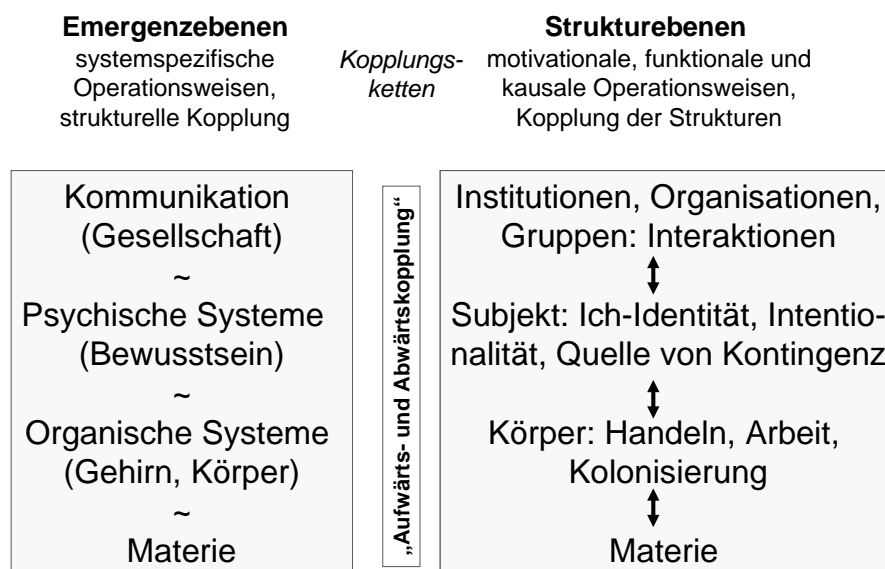 Emergenzebenen
systemspezifische
Operationsweisen,
strukturelle Kopplung
Kopplungs-
ketten
Strukturebenen
motivationale, funktionale und
kausale Operationsweisen,
Kopplung der Strukturen
Kommunikation
(Gesellschaft)
~
Psychische Systeme
(Bewusstsein)
~
Organische Systeme
(Gehirn, Körper)
~
Materie
„Aufwärts- und Abwärtskopplung“
Institutionen, Organisationen,
Gruppen: Interaktionen
Subjekt: Ich-Identität, Intentio-
nalität, Quelle von Kontingenz
Körper: Handeln, Arbeit,
Kolonisierung
Materie